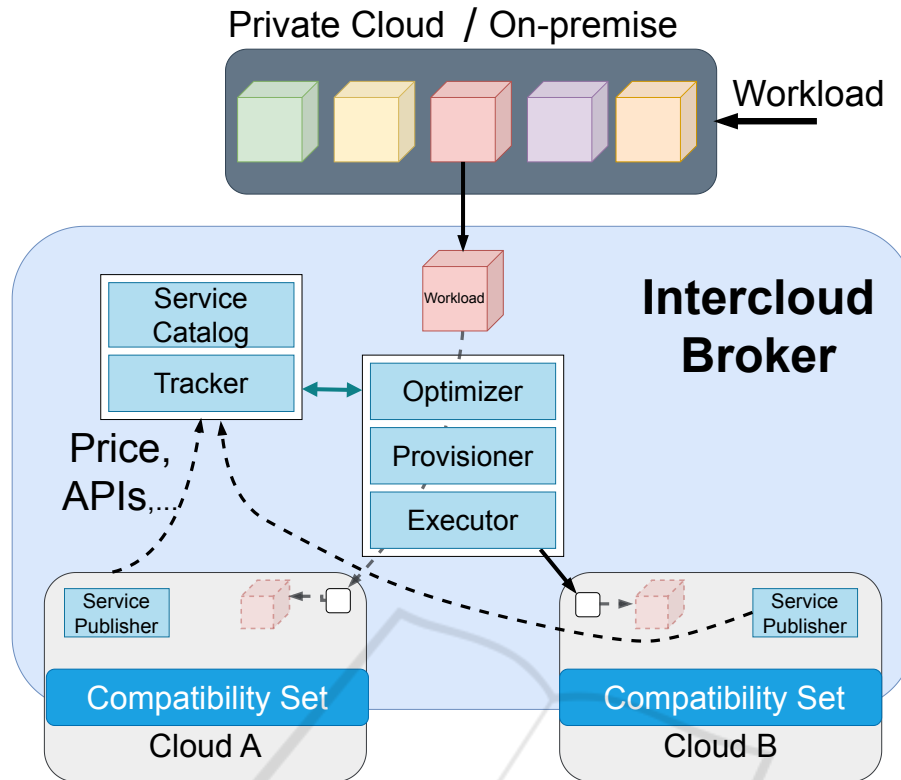 Private Cloud / On-premise
Workload
Workload
Intercloud
Broker
Service
Catalog
Tracker
Optimizer
Provisioner
Executor
Price,
APIs,...
Service
Publisher
Service
Publisher
Compatibility Set
Compatibility Set
Cloud A
Cloud B